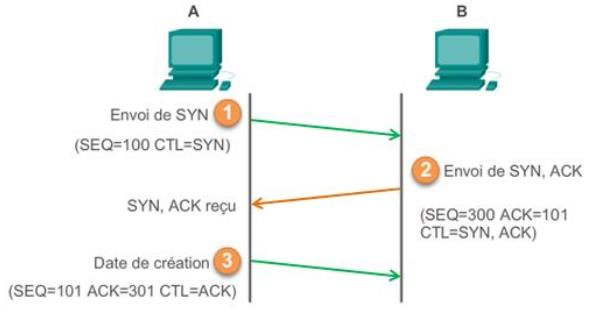 A
B
Envoi de SYN 1
(SEQ=100 CTL=SYN)
2 Envoi de SYN, ACK
SYN, ACK reçu
(SEQ=300 ACK=101
CTL=SYN, ACK)
Date de création 3
(SEQ=101 ACK=301 CTL=ACK)